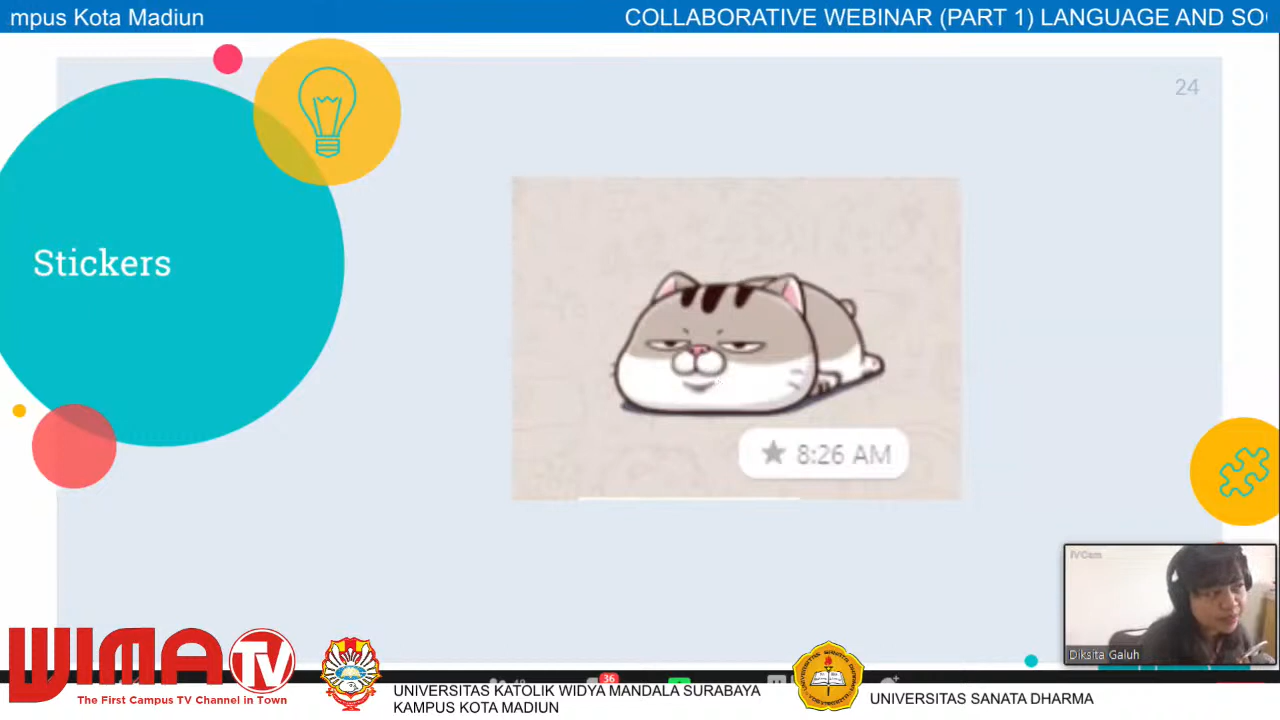 mpus Kota Madiun
COLLABORATIVE WEBINAR (PART 1) LANGUAGE AND SO
24
Stickers
★ 8:26 AM
IVCam
Diksita Galuh
36
WIMA TV
The First Campus TV Channel in Town
UNIVERSITAS KATOLIK WIDYA MANDALA SURABAYA
KAMPUS KOTA MADIUN
UNIVERSITAS SANATA DHARMA